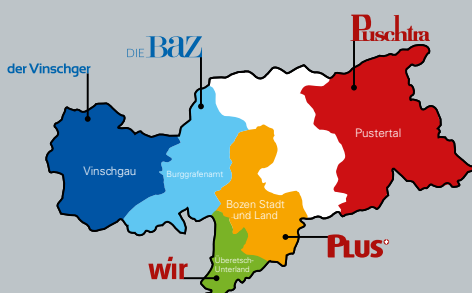 Puschtra
DIE BAZ
der Vinschger
Pustertal
Vinschgau
Burggrafenamt
Bozen Stadt
und Land
PLUS+
wir
Überetsch-
Unterland